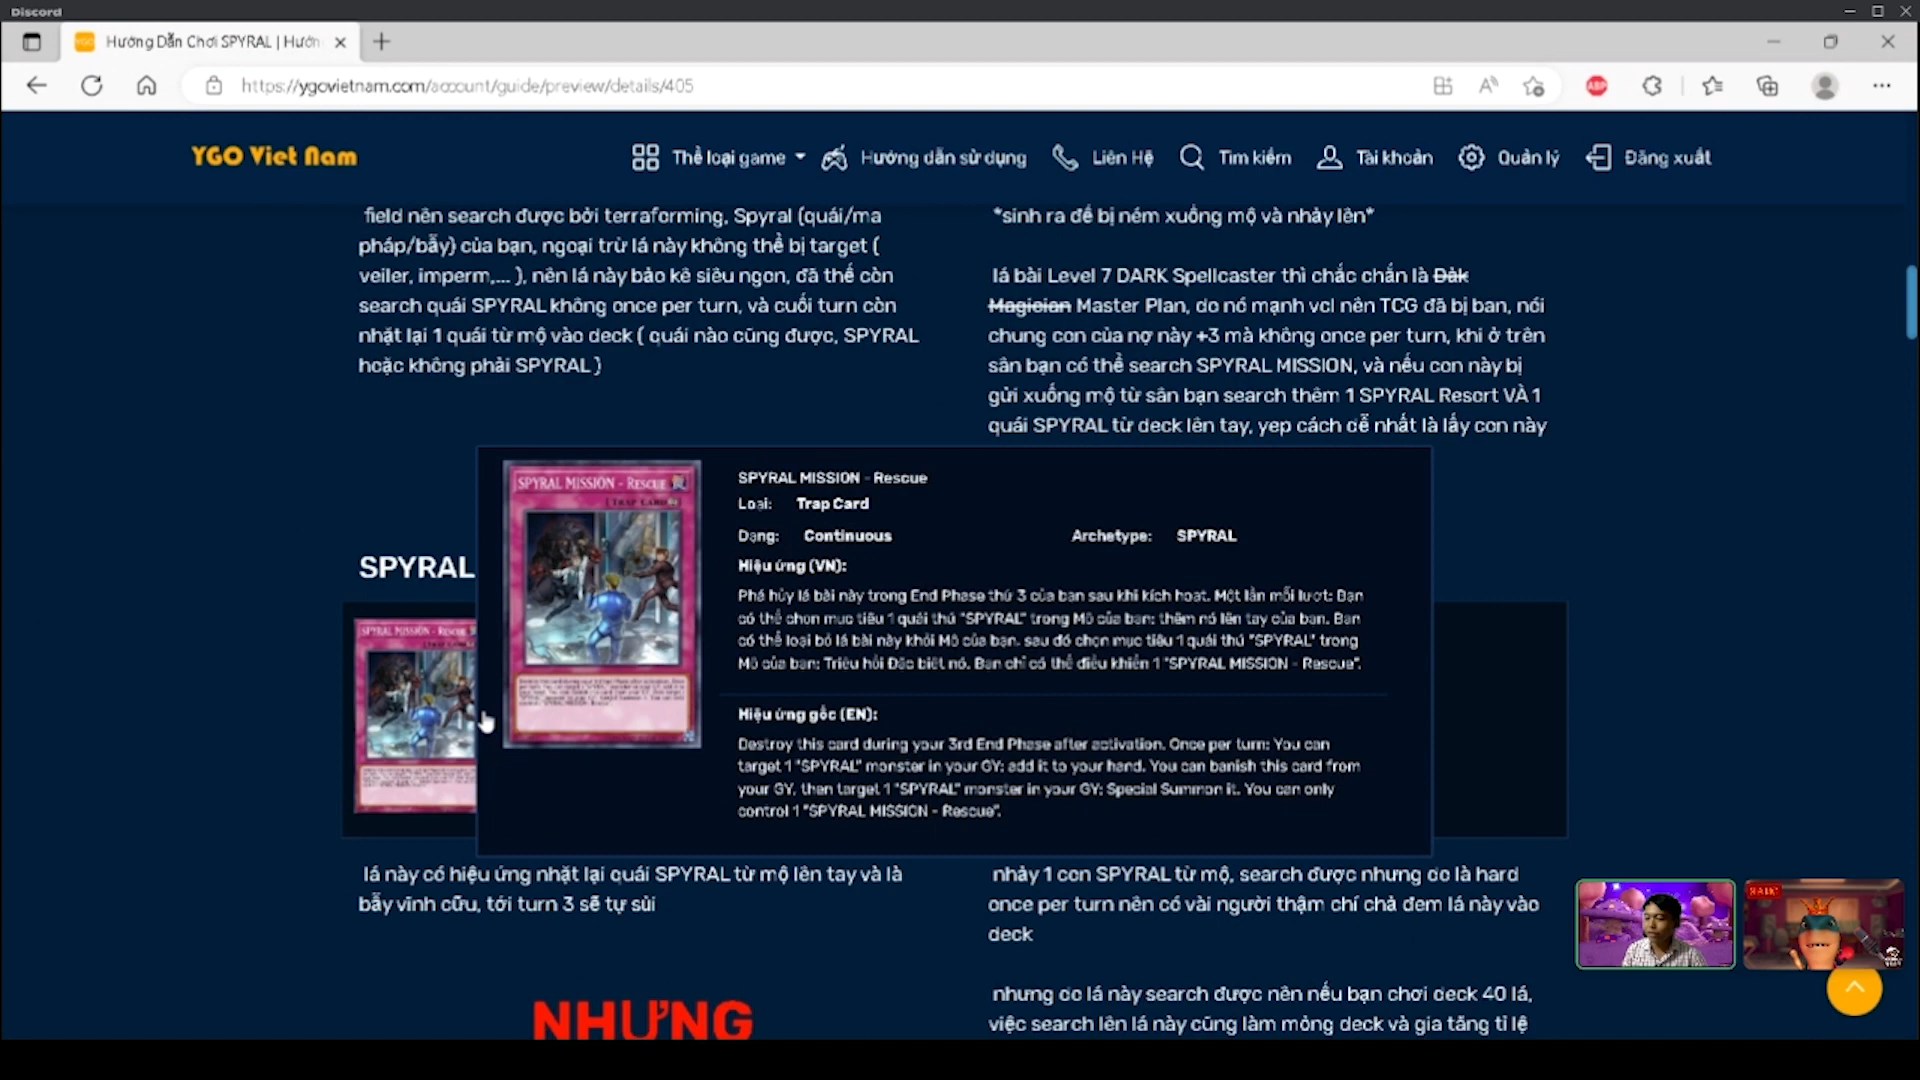 Discord
Hướng Dẫn Chơi SPYRAL | Hướn
https://ygovietnam.com/account/guide/preview/details/405
ABP
YGO Viet Nam
Thể loại game
Hướng dẫn sử dụng
Liên Hệ
Tìm kiếm
Tài khoản
Quản lý
Đăng xuất
field nên search được bởi terraforming, Spyral (quái/ma
pháp/bẫy) của bạn, ngoại trừ lá này không thể bị target (
veiler, imperm,... ), nên lá này bảo kê siêu ngon, đã thế còn
search quái SPYRAL không once per turn, và cuối turn còn
nhặt lại 1 quái từ mộ vào deck ( quái nào cũng được, SPYRAL
hoặc không phải SPYRAL )
*sinh ra để bị ném xuống mộ và nhảy lên*
lá bài Level 7 DARK Spellcaster thì chắc chắn là Dảk
Magician Master Plan, do nó mạnh vcl nên TCG đã bị ban, nói
chung con của nợ này +3 mà không once per turn, khi ở trên
sân bạn có thể search SPYRAL MISSION, và nếu con này bị
gửi xuống mộ từ sân bạn search thêm 1 SPYRAL Resort VÀ 1
quái SPYRAL từ deck lên tay, yep cách dễ nhất là lấy con này
SPYRAL
SPYRAL MISSION - Rescue
SPYRAL MISSION - Rescue
SPYRAL MISSION - Rescue
Loại: Trap Card
Dạng: Continuous
Archetype: SPYRAL
Hiệu ứng (VN):
Phá hủy lá bài này trong End Phase thứ 3 của bạn sau khi kích hoạt. Một lần mỗi lượt: Bạn
có thể chọn mục tiêu 1 quái thú "SPYRAL" trong Mộ của bạn; thêm nó lên tay của bạn. Bạn
có thể loại bỏ lá bài này khỏi Mộ của bạn, sau đó chọn mục tiêu 1 quái thú "SPYRAL" trong
Mộ của bạn; Triệu hồi Đặc biệt nó. Bạn chỉ có thể điều khiển 1 "SPYRAL MISSION - Rescue".
Hiệu ứng gốc (EN):
Destroy this card during your 3rd End Phase after activation. Once per turn: You can
target 1 "SPYRAL" monster in your GY; add it to your hand. You can banish this card from
your GY, then target 1 "SPYRAL" monster in your GY; Special Summon it. You can only
control 1 "SPYRAL MISSION - Rescue".
lá này có hiệu ứng nhặt lại quái SPYRAL từ mộ lên tay và là
bẫy vĩnh cữu, tới turn 3 sẽ tự sủi
nhảy 1 con SPYRAL từ mộ, search được nhưng do là hard
once per turn nên có vài người thậm chí chả đem lá này vào
deck
nhưng do lá này search được nên nếu bạn chơi deck 40 lá,
việc search lên lá này cũng làm mỏng deck và gia tăng tỉ lệ
NHƯNG